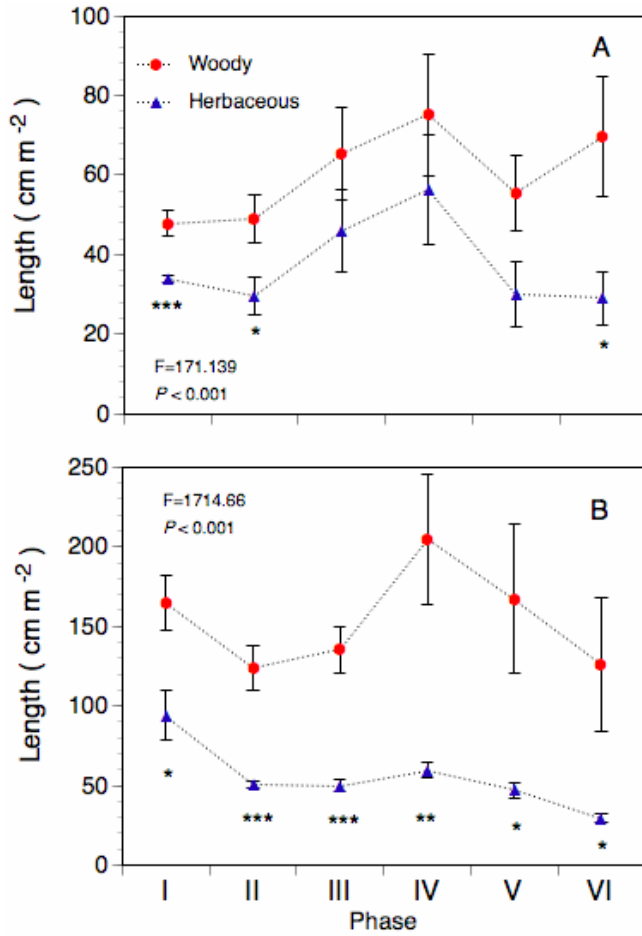 100
A
Woody
80
Herbaceous
60
Length ( cm m -2 )
40
***
*
*
20
F=171.139
P < 0.001
0
250
F=1714.66
B
P < 0.001
200
150
Length ( cm m -2 )
100
*
50
***
***
**
*
*
0
I II III IV V VI
Phase